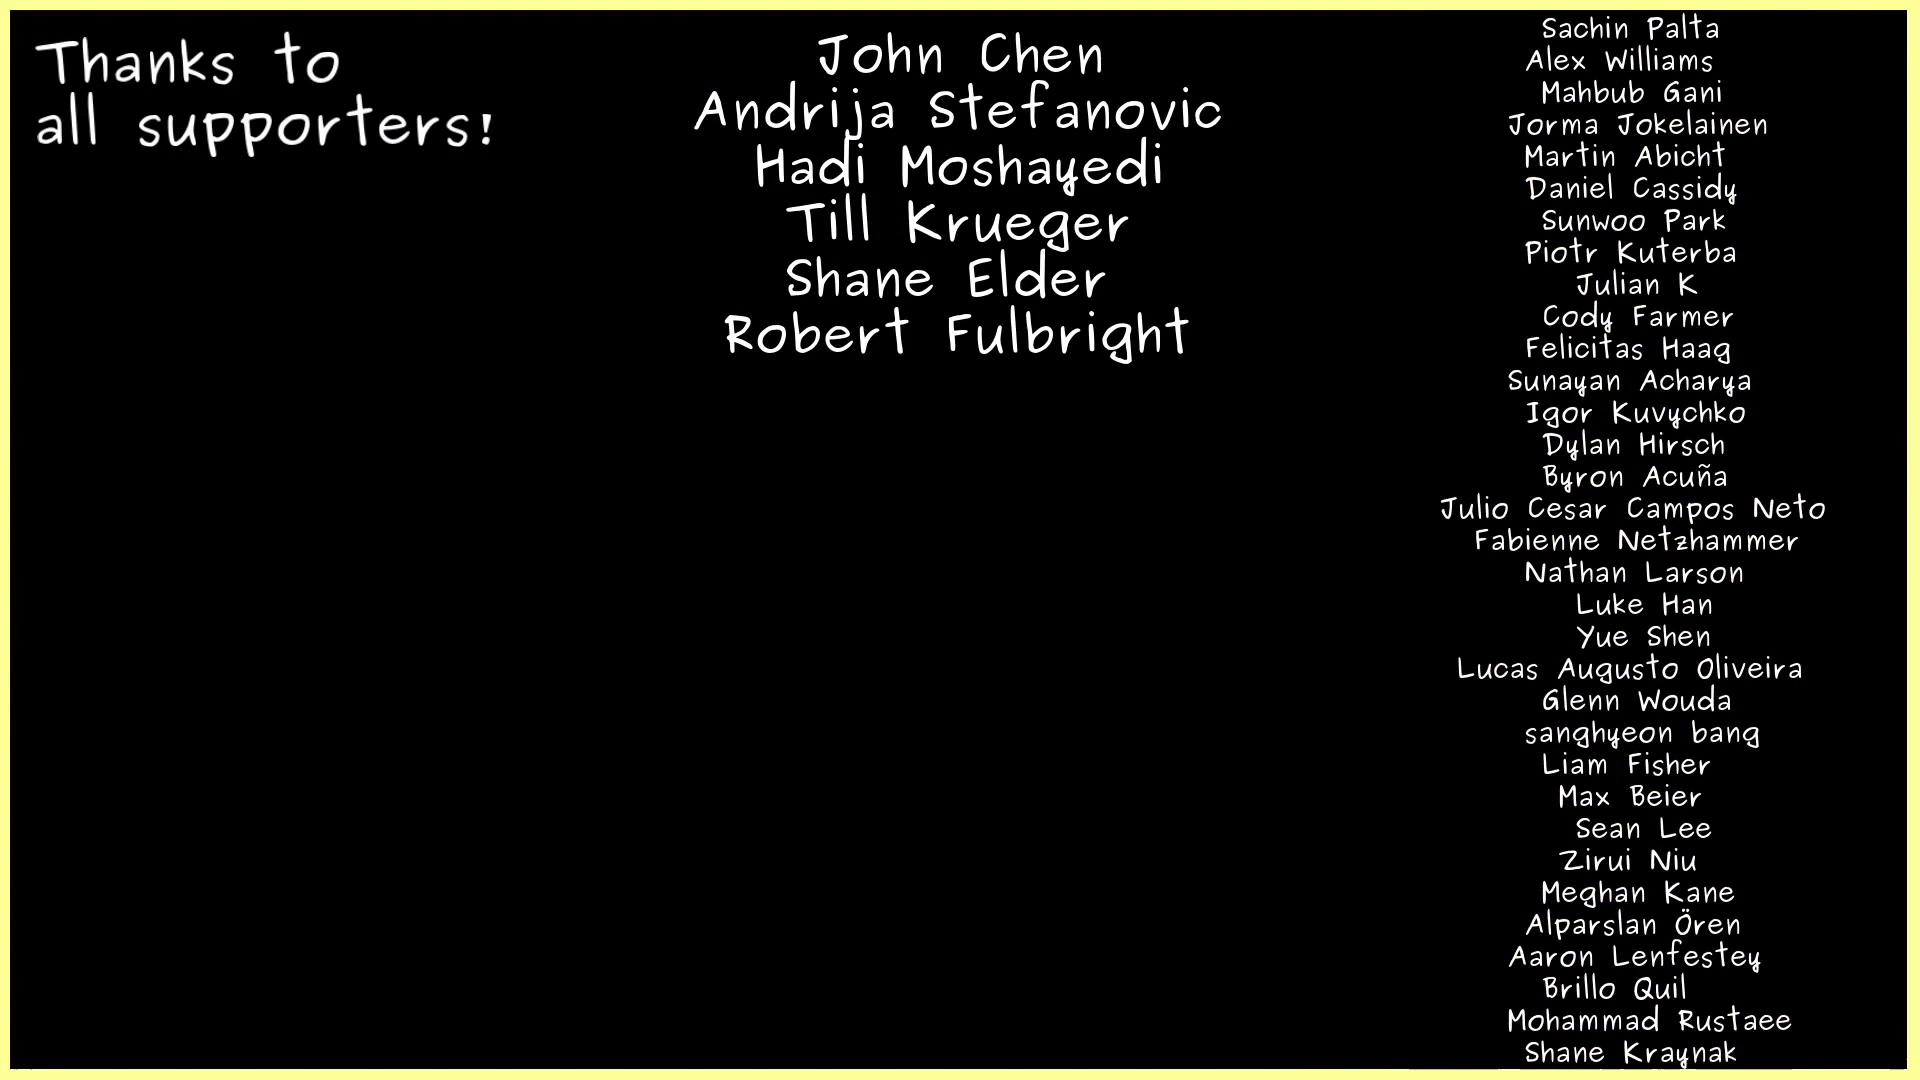 Thanks to
all supporters!
John Chen
Andrija Stefanovic
Hadi Moshayedi
Till Krueger
Shane Elder
Robert Fulbright
Sachin Palta
Alex Williams
Mahbub Gani
Jorma Jokelainen
Martin Abicht
Daniel Cassidy
Sunwoo Park
Piotr Kuterba
Julian K
Cody Farmer
Felicitas Haag
Sunayan Acharya
Igor Kuvychko
Dylan Hirsch
Byron Acuña
Julio Cesar Campos Neto
Fabienne Netzhammer
Nathan Larson
Luke Han
Yue Shen
Lucas Augusto Oliveira
Glenn Wouda
sanghyeon bang
Liam Fisher
Max Beier
Sean Lee
Zirui Niu
Meghan Kane
Alparslan Ören
Aaron Lenfestey
Brillo Quil
Mohammad Rustaee
Shane Kraynak